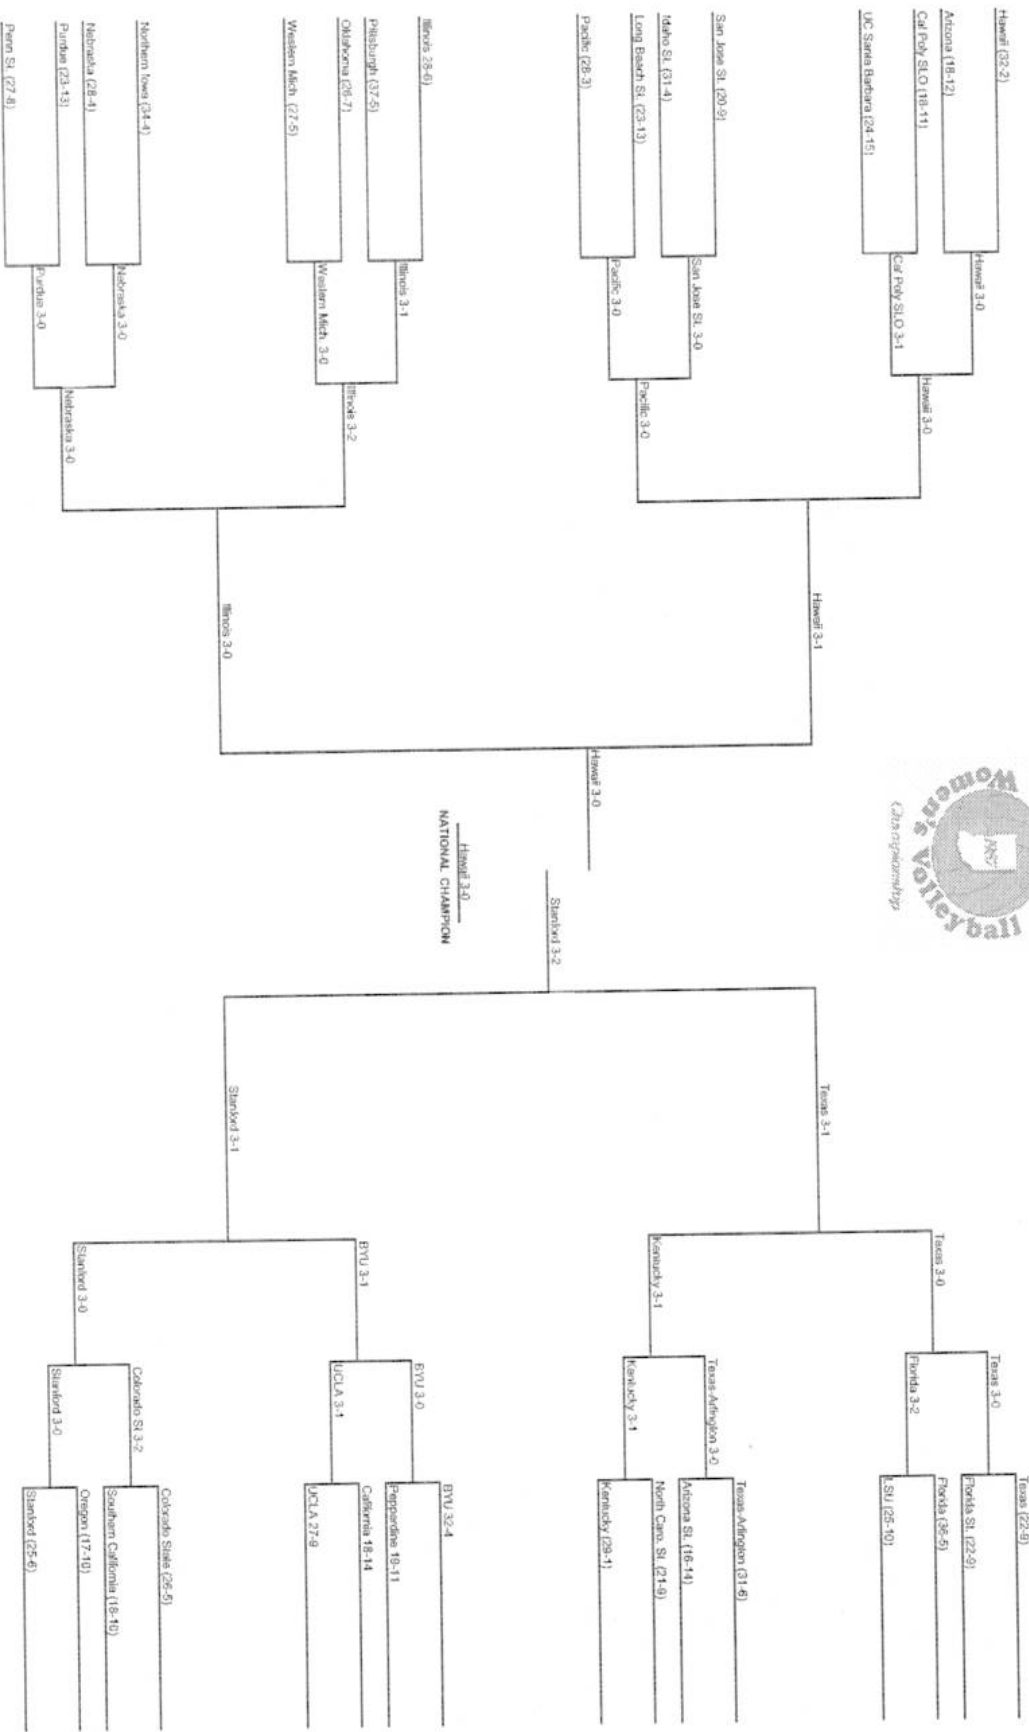 Hawaii (32-2)
Arizona (18-12)
Cal Poly SLO (18-11)
UC Santa Barbara (24-15)
San Jose St. (20-9)
Idaho St. (31-4)
Long Beach St. (23-13)
Pacific (28-3)
Illinois 28-6)
Pittsburgh (37-5)
Oklahoma (26-7)
Western Mich. (27-5)
Northern Iowa (34-4)
Nebraska (28-4)
Purdue (23-13)
Penn St. (27-8)
Hawaii 3-0
Cal Poly SLO 3-1
San Jose St. 3-0
Pacific 3-0
Illinois 3-1
Western Mich. 3-0
Nebraska 3-0
Purdue 3-0
Hawaii 3-0
Pacific 3-0
Illinois 3-2
Nebraska 3-0
Hawaii 3-1
Illinois 3-0
Hawaii 3-0
Women's Volleyball
1987
Championship
Hawaii 3-0
NATIONAL CHAMPION
Stanford 3-2
Texas 3-1
Stanford 3-1
Texas 3-0
Kentucky 3-1
BYU 3-1
Stanford 3-0
Texas 3-0
Florida 3-2
Texas-Arlington 3-0
Kentucky 3-1
BYU 3-0
UCLA 3-1
Colorado St 3-2
Stanford 3-0
Texas (22-9)
Florida St. (22-9)
Florida (36-5)
LSU (25-10)
Texas-Arlington (31-6)
Arizona St. (16-14)
North Caro. St. (21-9)
Kentucky (29-1)
BYU 32-4
Pepperdine 19-11
California 18-14
UCLA 27-9
Colorado State (26-5)
Southern California (18-10)
Oregon (17-10)
Stanford (25-6)